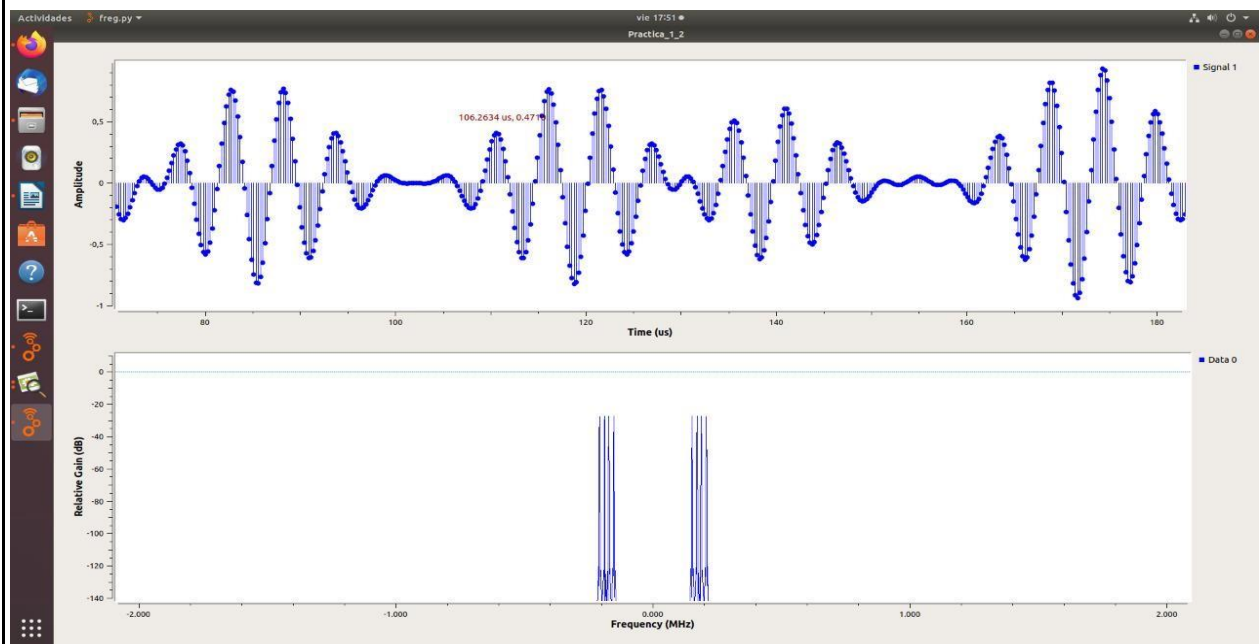 Actividades freg.py vie 17:51
Practica_1_2
Signal 1
0,5
0
-0,5
-1
Amplitude
106.2634 us, 0.471
80 100 120 140 160 180
Time (us)
Data 0
0
-20
-40
-60
-80
-100
-120
-140
Relative Gain (dB)
-2.000 -1.000 0.000 1.000 2.000
Frequency (MHz)